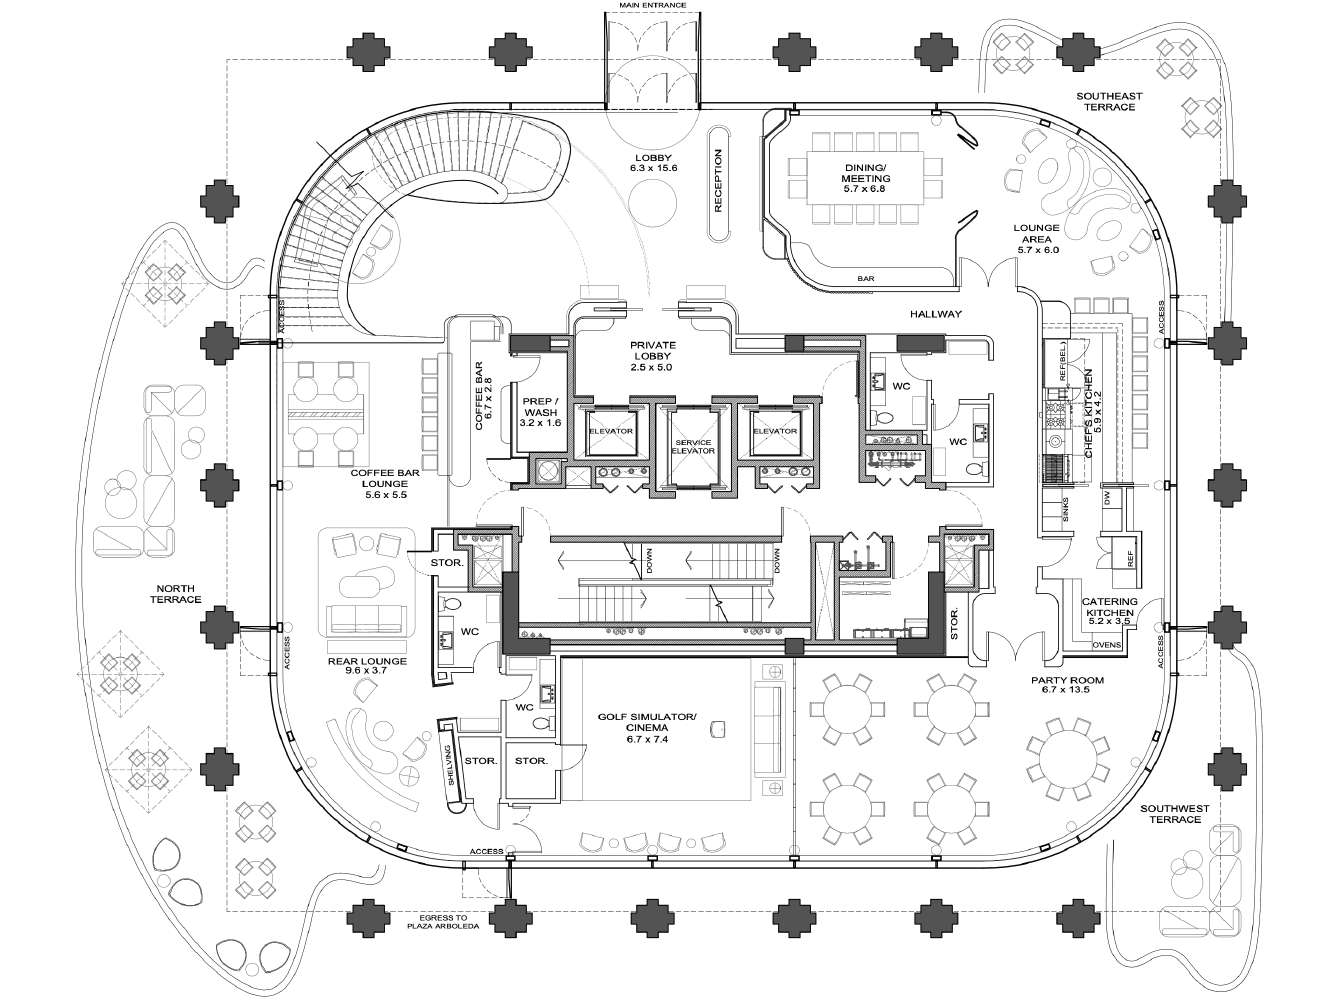 MAIN ENTRANCE
SOUTHEAST
TERRACE
LOBBY
6.3 x 15.6
RECEPTION
DINING/
MEETING
5.7 x 6.8
LOUNGE
AREA
5.7 x 6.0
BAR
ACCESS
ACCESS
HALLWAY
PRIVATE
LOBBY
2.5 x 5.0
COFFEE BAR
6.7 x 2.8
PREP /
WASH
3.2 x 1.6
WC
REF(BEL)
CHEF'S KITCHEN
5.9 x 4.2
ELEVATOR
SERVICE
ELEVATOR
ELEVATOR
WC
COFFEE BAR
LOUNGE
5.6 x 5.5
SINKS
DW
STOR.
DOWN
DOWN
REF
NORTH
TERRACE
CATERING
KITCHEN
5.2 x 3.5
STOR.
WC
OVENS
ACCESS
ACCESS
REAR LOUNGE
9.6 x 3.7
PARTY ROOM
6.7 x 13.5
WC
GOLF SIMULATOR/
CINEMA
6.7 x 7.4
SHELVING
STOR.
STOR.
SOUTHWEST
TERRACE
ACCESS
EGRESS TO
PLAZA ARBOLEDA